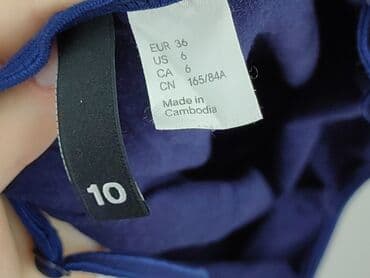 EUR 36
US 6
CA 6
CN 165/84A
Made in
Cambodia
10